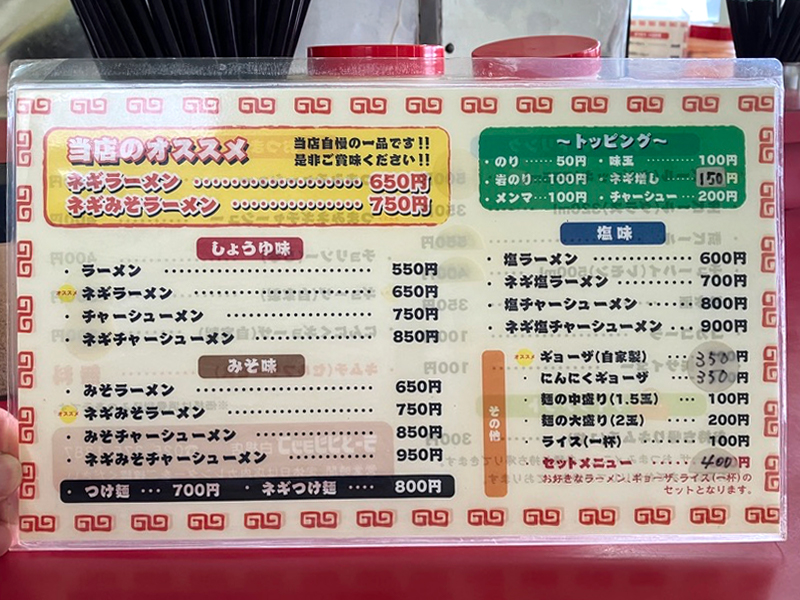 当店のオススメ
当店自慢の一品です!!
是非ご賞味ください!!
ネギラーメン ・・・・・・・・・・・・・・・・ 650円
ネギみそラーメン ・・・・・・・・・・・・ 750円
しょうゆ味
・ ラーメン ・・・・・・・・・・・・・・・・・・ 550円
オススメ ネギラーメン ・・・・・・・・・・・・・・・ 650円
・ チャーシューメン ・・・・・・・・・・・・ 750円
・ ネギチャーシューメン ・・・・・・・・・ 850円
みそ味
・ みそラーメン ・・・・・・・・・・・・・・・ 650円
オススメ ネギみそラーメン ・・・・・・・・・・・・ 750円
・ みそチャーシューメン ・・・・・・・・・ 850円
・ ネギみそチャーシューメン ・・・・・・ 950円
・ つけ麺 ・・・ 700円 ・ ネギつけ麺 ・・・・ 800円
〜トッピング〜
・のり ・・・・・ 50円 ・味玉 ・・・・・・・・ 100円
・岩のり ・・・100円 ・ネギ増し 150円
・メンマ ・・・100円 ・チャーシュー ・・・ 200円
塩味
・ 塩ラーメン ・・・・・・・・・・・・・・ 600円
・ ネギ塩ラーメン ・・・・・・・・・・・ 700円
・ 塩チャーシューメン ・・・・・・・・ 800円
・ ネギ塩チャーシューメン ・・・・・ 900円
その他
オススメ ギョーザ(自家製) ・・・・ 350円
・ にんにくギョーザ ・・・・ 350円
・ 麺の中盛り(1.5玉) ・・・ 100円
・ 麺の大盛り(2玉) ・・・・・ 200円
・ ライス(一杯) ・・・・・・・・ 100円
・ セットメニュー ・・・・・・・ 400円
お好きなラーメン、ギョーザ、ライス(一杯)の
セットとなります。